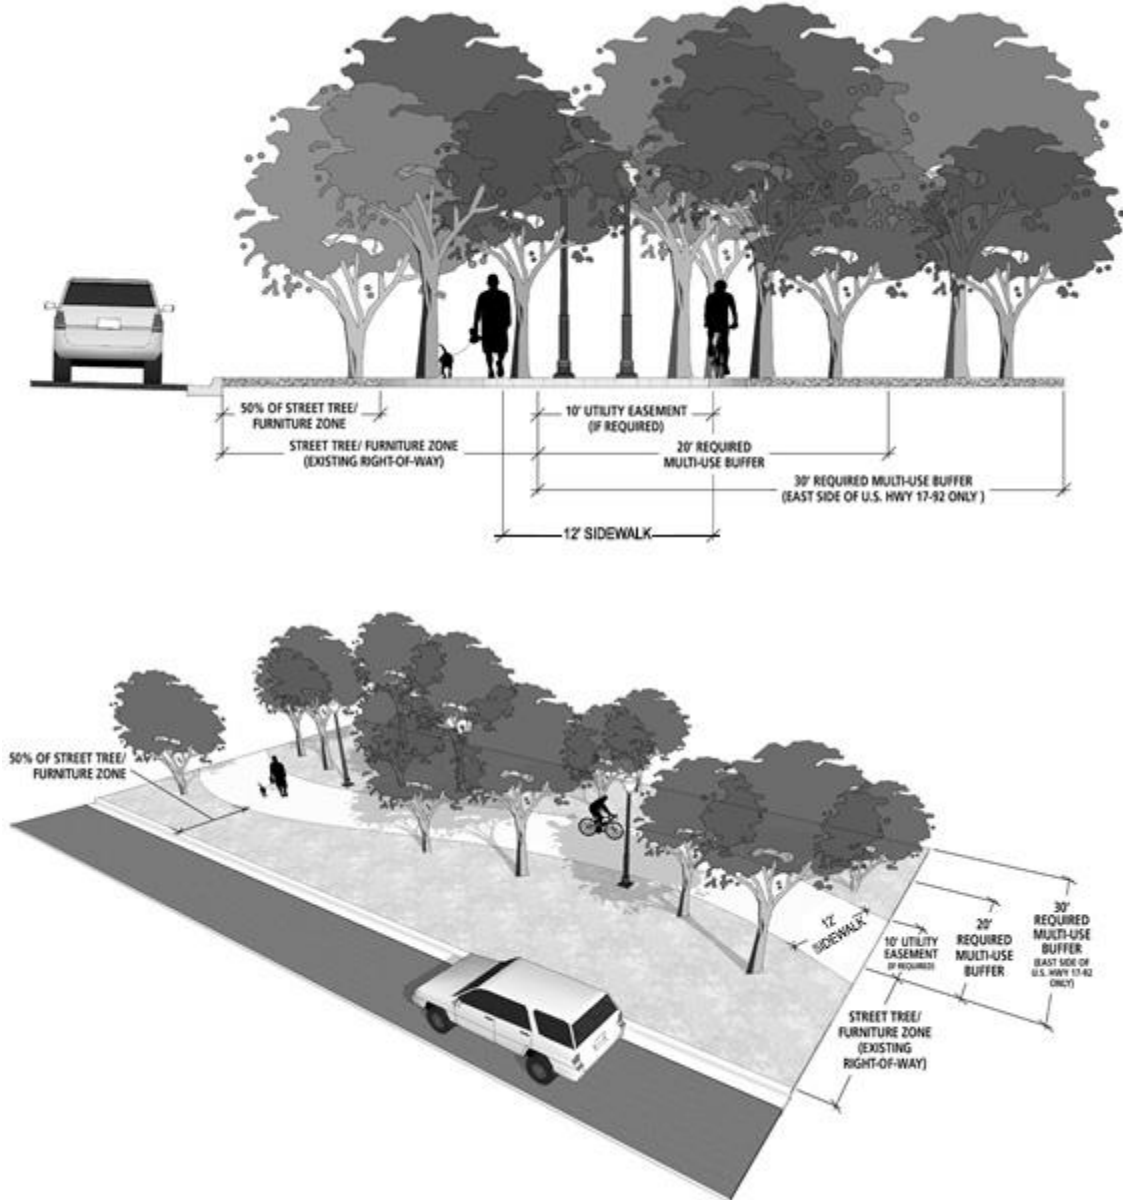 50% OF STREET TREE/
FURNITURE ZONE
10' UTILITY EASEMENT
(IF REQUIRED)
STREET TREE/ FURNITURE ZONE
(EXISTING RIGHT-OF-WAY)
20' REQUIRED
MULTI-USE BUFFER
30' REQUIRED MULTI-USE BUFFER
(EAST SIDE OF U.S. HWY 17-92 ONLY )
12' SIDEWALK
50% OF STREET TREE/
FURNITURE ZONE
12'
SIDEWALK
10' UTILITY
EASEMENT
(IF REQUIRED)
20'
REQUIRED
MULTI-USE
BUFFER
30'
REQUIRED
MULTI-USE
BUFFER
(EAST SIDE OF
U.S. HWY 17-92
ONLY)
STREET TREE/
FURNITURE ZONE
(EXISTING
RIGHT-OF-WAY)